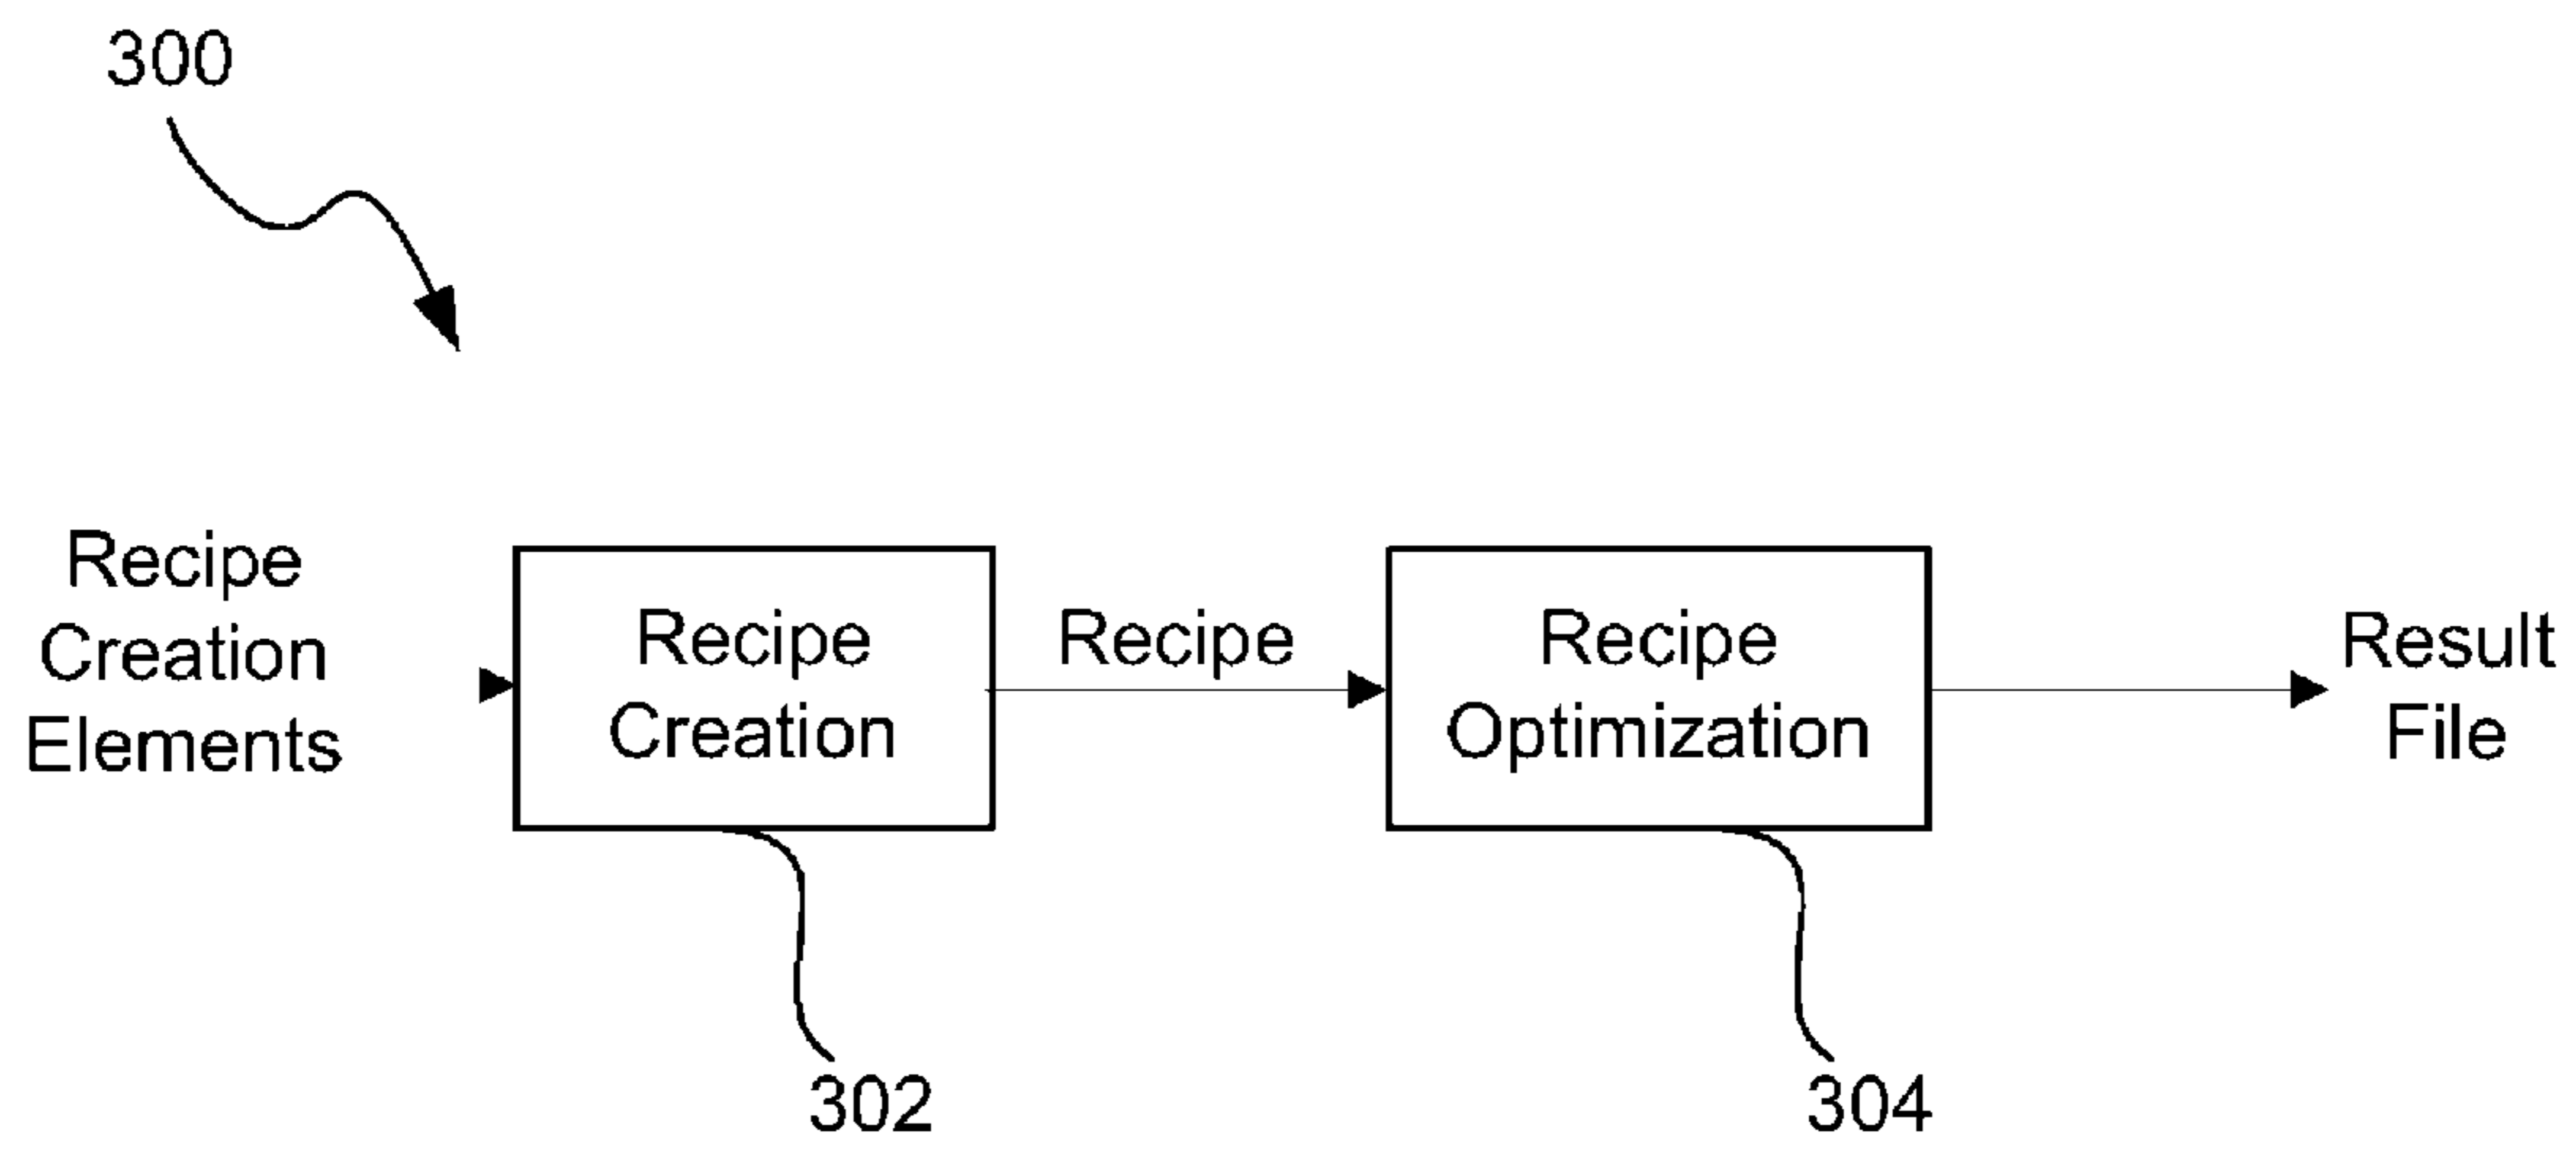 300
Recipe
Creation
Elements
Recipe
Creation
Recipe
Recipe
Optimization
Result
File
302
304